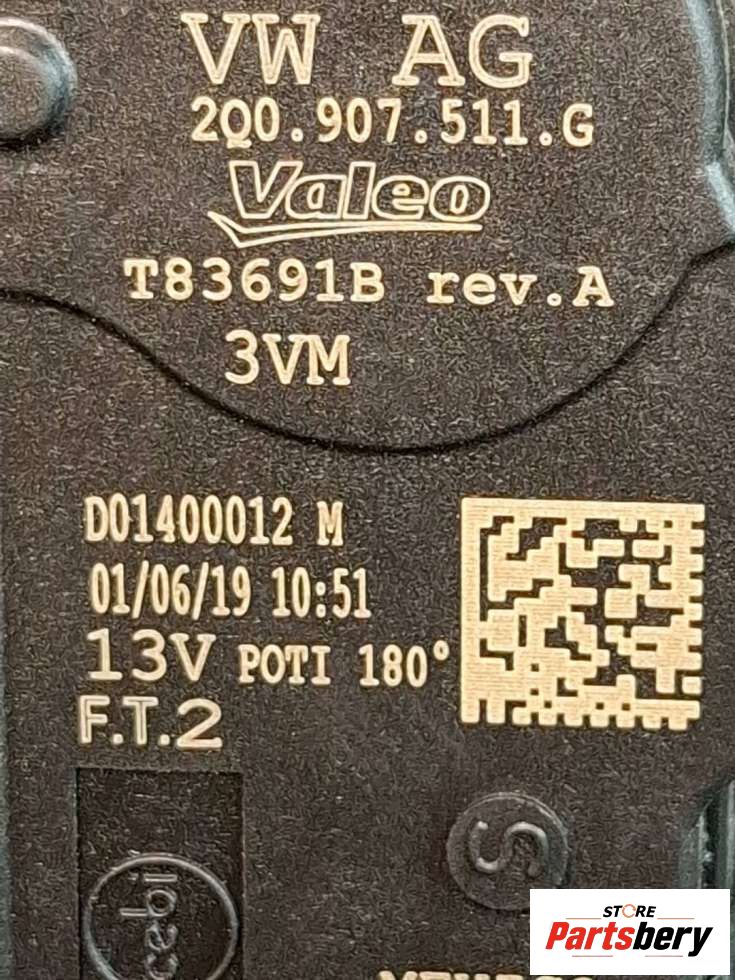 VW AG
2Q0.907.511.G
Valeo
T83691B rev.A
3VM
D01400012 M
01/06/19 10:51
13V POTI 180°
F.T.2
S
cebi
STORE
Partsbery